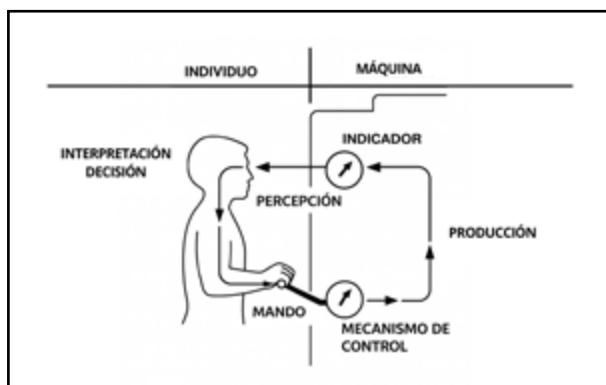 INDIVIDUO
MÁQUINA
INTERPRETACIÓN
DECISIÓN
INDICADOR
PERCEPCIÓN
PRODUCCIÓN
MANDO
MECANISMO DE
CONTROL